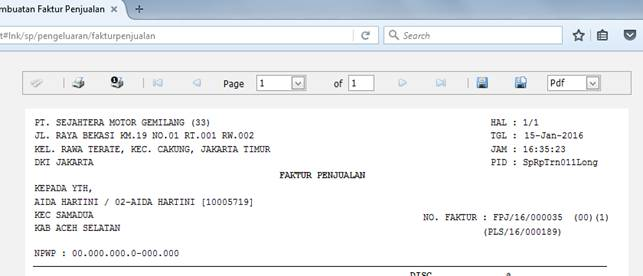 mbuatan Faktur Penjualan ×
t#lnk/sp/pengeluaran/fakturpenjualan
Search
Page 1 of 1 Pdf
PT. SEJAHTERA MOTOR GEMILANG (33) HAL : 1/1
JL. RAYA BEKASI KM.19 NO.01 RT.001 RW.002 TGL : 15-Jan-2016
KEL. RAWA TERATE, KEC. CAKUNG, JAKARTA TIMUR JAM : 16:35:23
DKI JAKARTA PID : SpRpTrn011Long
FAKTUR PENJUALAN
KEPADA YTH,
AIDA HARTINI / 02-AIDA HARTINI [10005719]
KEC SAMADUA NO. FAKTUR : FPJ/16/000035 (00)(1)
KAB ACEH SELATAN (PLS/16/000189)
NPWP : 00.000.000.0-000.000
DISC